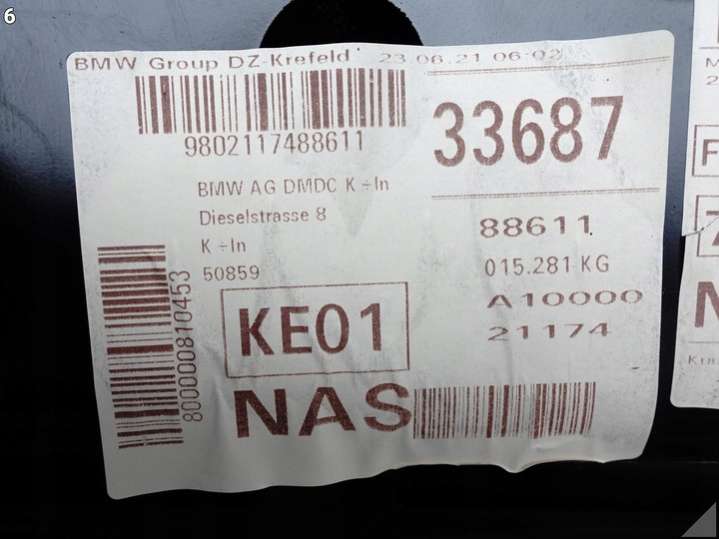 6
BMW Group DZ-Krefeld 23.06.21 06-02
9802117488611
33687
BMW AG DMDC K÷ln
Dieselstrasse 8
K÷ln
50859
88611
015.281 KG
A10000
21174
8000000810453
KE01
NAS